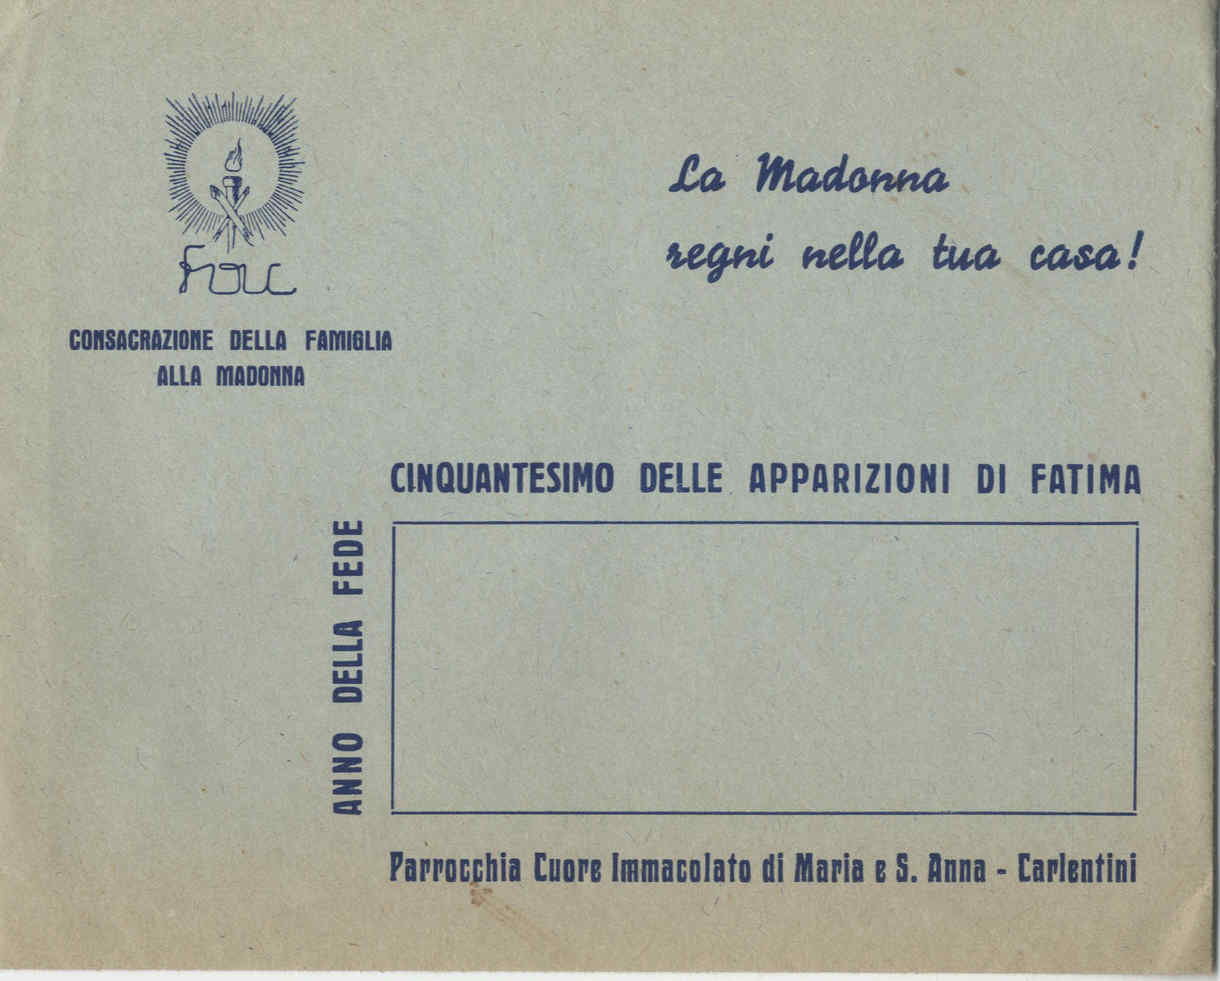 La Madonna
regni nella tua casa!
CONSACRAZIONE DELLA FAMIGLIA
ALLA MADONNA
CINQUANTESIMO DELLE APPARIZIONI DI FATIMA
ANNO DELLA FEDE
Parrocchia Cuore Immacolato di Maria e S. Anna - Carlentini